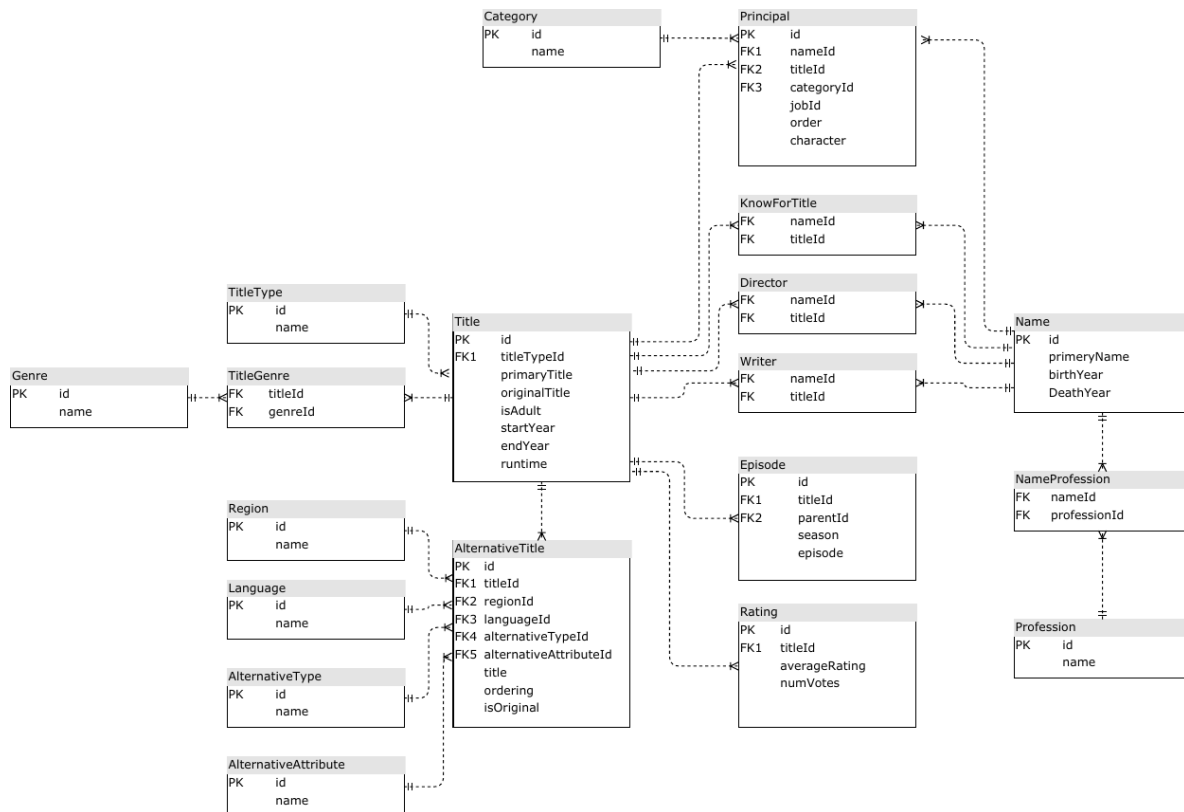 Category
PK id
name
Principal
PK id
FK1 nameId
FK2 titleId
FK3 categoryId
jobId
order
character
KnowForTitle
FK nameId
FK titleId
Director
FK nameId
FK titleId
Writer
FK nameId
FK titleId
TitleType
PK id
name
Genre
PK id
name
TitleGenre
FK titleId
FK genreId
Title
PK id
FK1 titleTypeId
primaryTitle
originalTitle
isAdult
startYear
endYear
runtime
Name
PK id
primeryName
birthYear
DeathYear
Episode
PK id
FK1 titleId
FK2 parentId
season
episode
NameProfession
FK nameId
FK professionId
Region
PK id
name
Language
PK id
name
AlternativeType
PK id
name
AlternativeAttribute
PK id
name
AlternativeTitle
PK id
FK1 titleId
FK2 regionId
FK3 languageId
FK4 alternativeTypeId
FK5 alternativeAttributeId
title
ordering
isOriginal
Rating
PK id
FK1 titleId
averageRating
numVotes
Profession
PK id
name